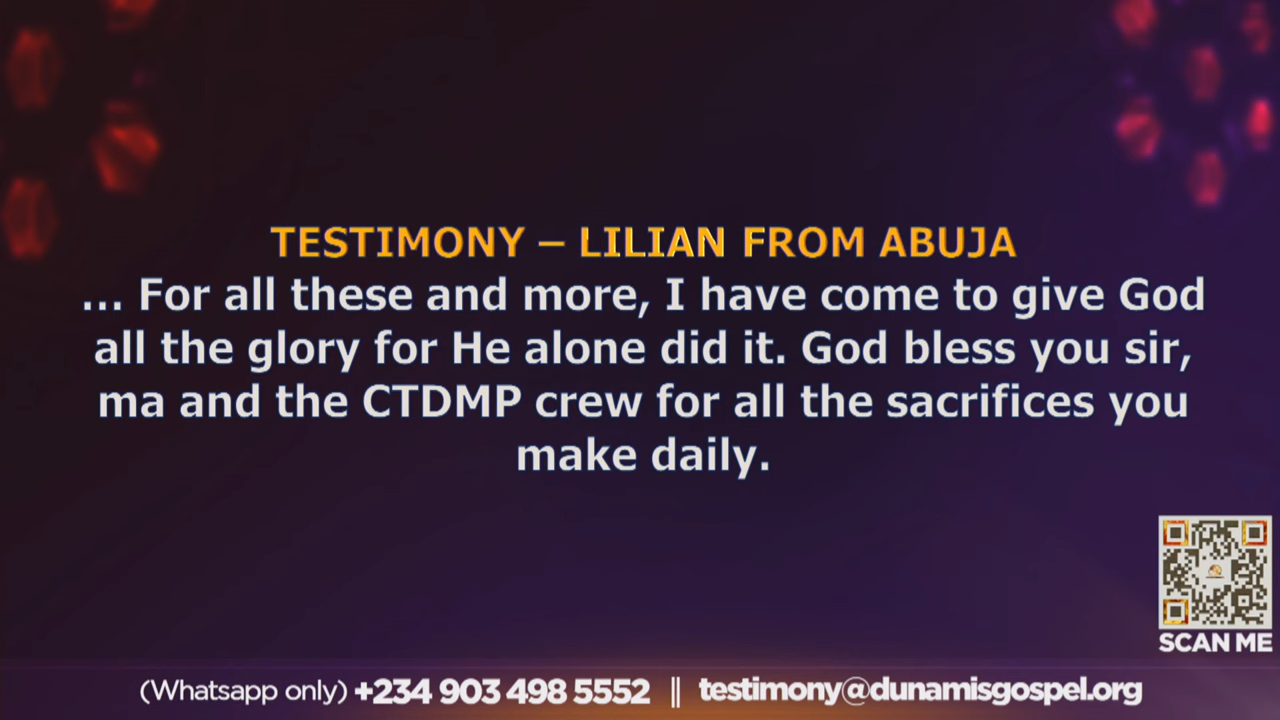 TESTIMONY – LILIAN FROM ABUJA
... For all these and more, I have come to give God
all the glory for He alone did it. God bless you sir,
ma and the CTDMP crew for all the sacrifices you
make daily.
SCAN ME
(Whatsapp only) +234 903 498 5552 || testimony@dunamisgospel.org